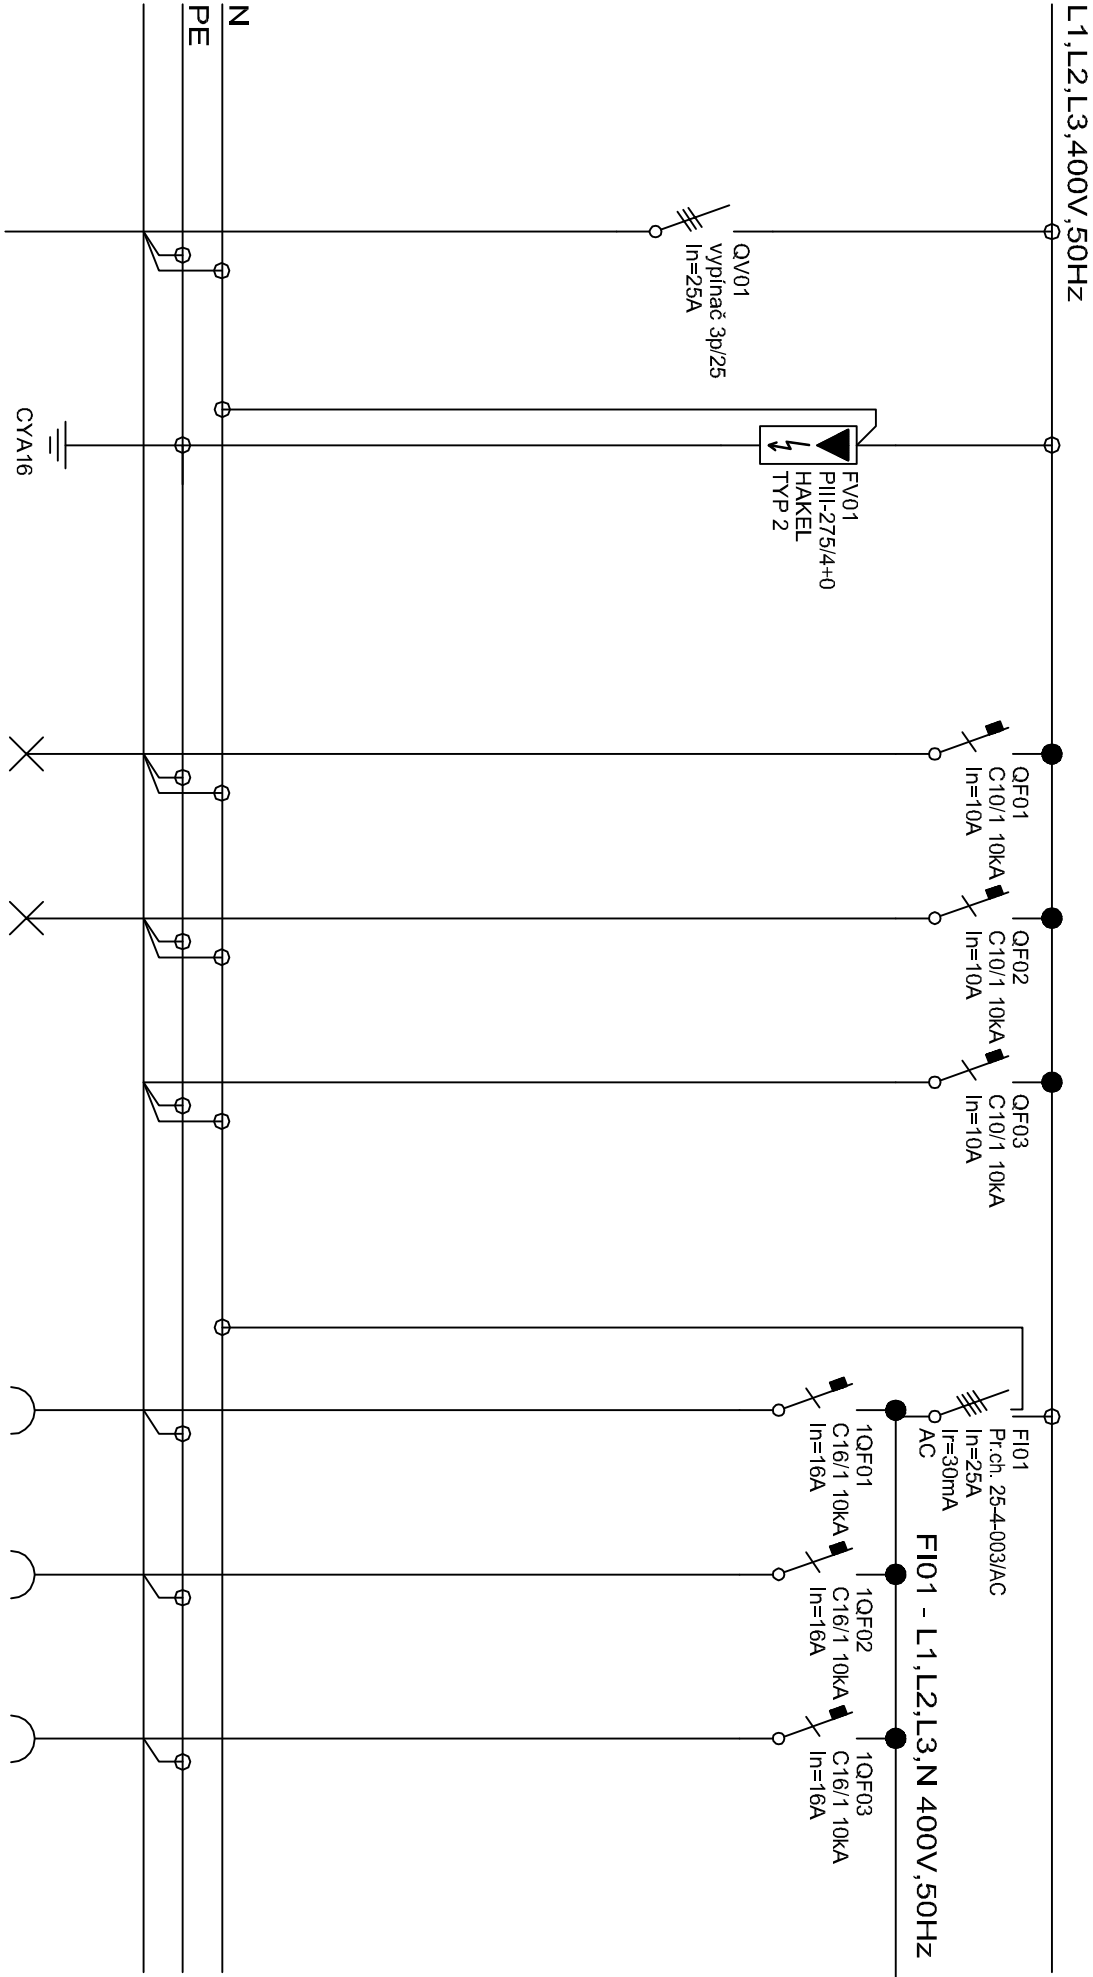 L1,L2,L3,400V,50Hz
N
PE
QV01
vypínač 3p/25
In=25A
FV01
PIII-275/4+0
HAKEL
TYP 2
CYA16
QF01
C10/1 10kA
In=10A
QF02
C10/1 10kA
In=10A
QF03
C10/1 10kA
In=10A
FI01
Pr.ch. 25-4-003/AC
In=25A
Ir=30mA
AC
FI01 - L1,L2,L3,N 400V,50Hz
1QF01
C16/1 10kA
In=16A
1QF02
C16/1 10kA
In=16A
1QF03
C16/1 10kA
In=16A